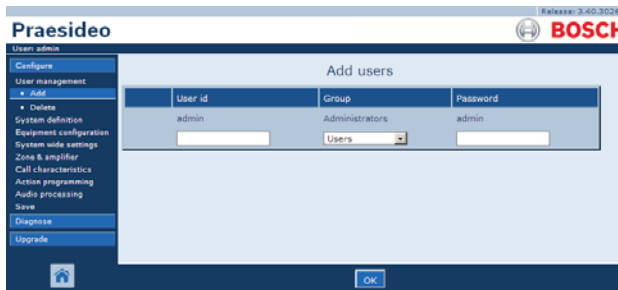 Release: 3.40.3026
Praesideo
BOSCH
User: admin
Configure
User management
Add
Delete
System definition
Equipment configuration
System wide settings
Zone & amplifier
Call characteristics
Action programming
Audio processing
Save
Diagnose
Upgrade
Add users
User id Group Password
admin Administrators admin
Users
OK